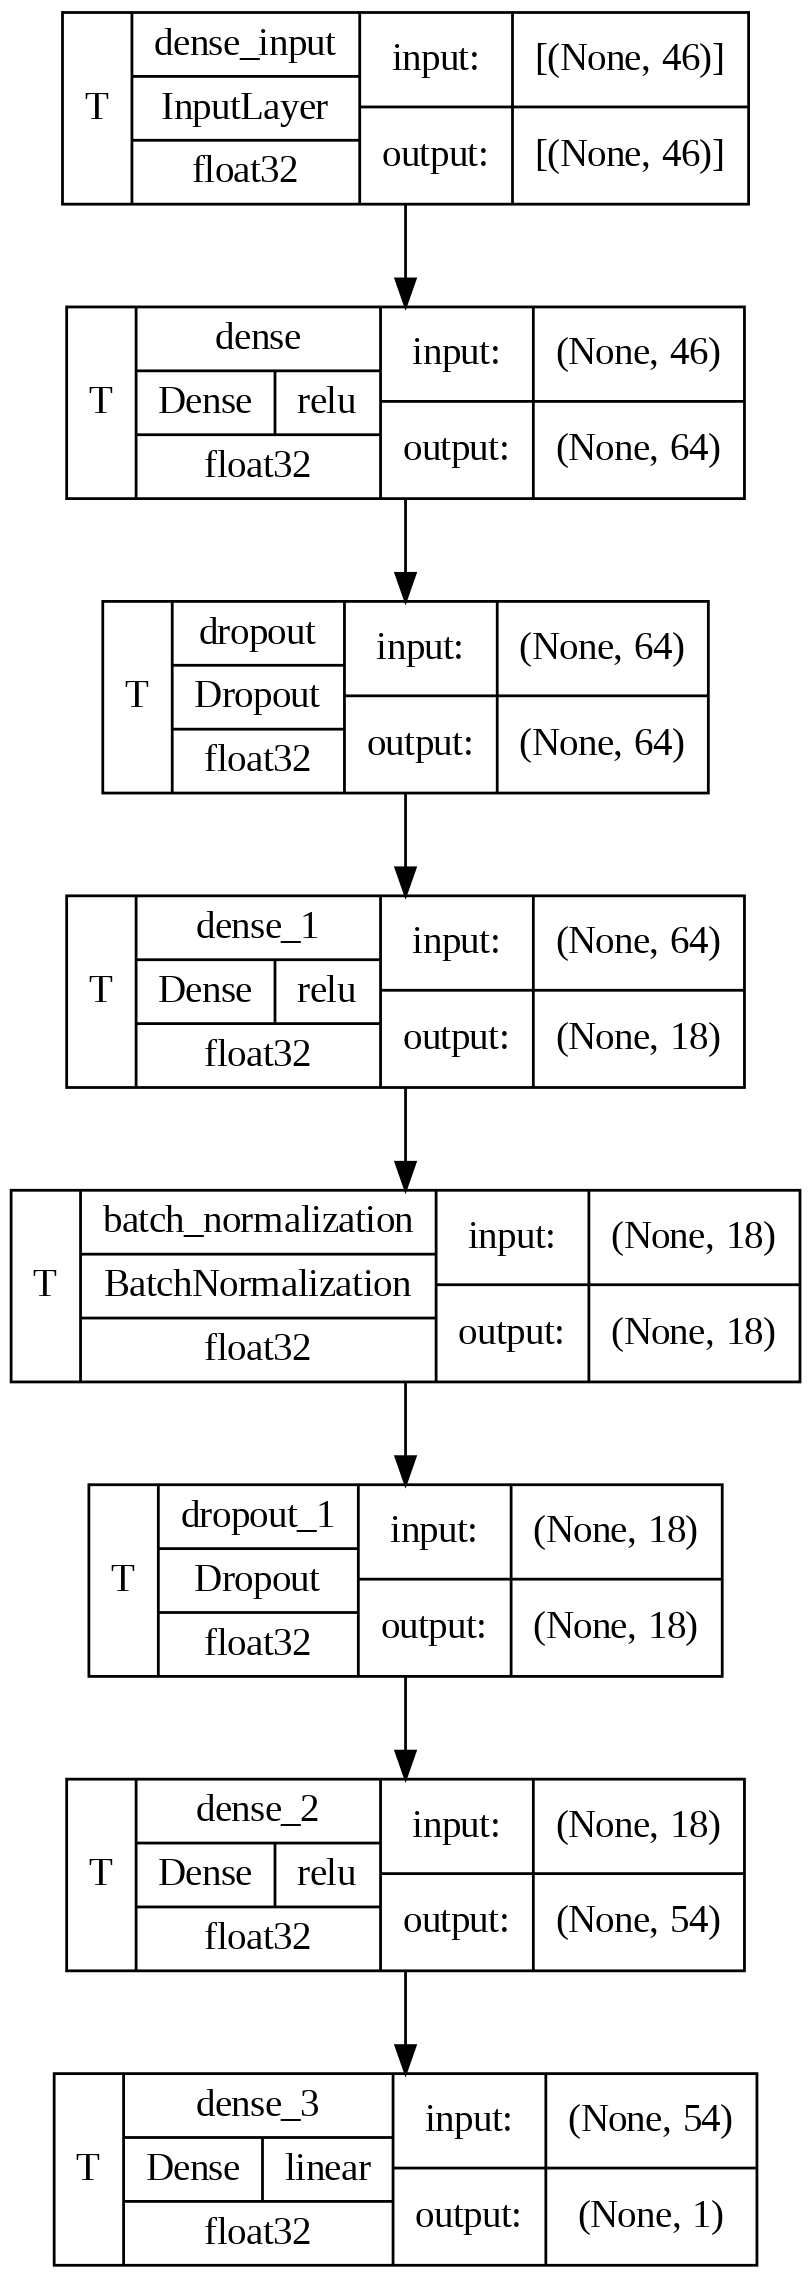 dense_input
input:
[(None, 46)]
T
InputLayer
output:
[(None, 46)]
float32
dense
input:
(None, 46)
T
Dense
relu
output:
(None, 64)
float32
dropout
input:
(None, 64)
T
Dropout
output:
(None, 64)
float32
dense_1
input:
(None, 64)
T
Dense
relu
output:
(None, 18)
float32
batch_normalization
input:
(None, 18)
T
BatchNormalization
output:
(None, 18)
float32
dropout_1
input:
(None, 18)
T
Dropout
output:
(None, 18)
float32
dense_2
input:
(None, 18)
T
Dense
relu
output:
(None, 54)
float32
dense_3
input:
(None, 54)
T
Dense
linear
output:
(None, 1)
float32